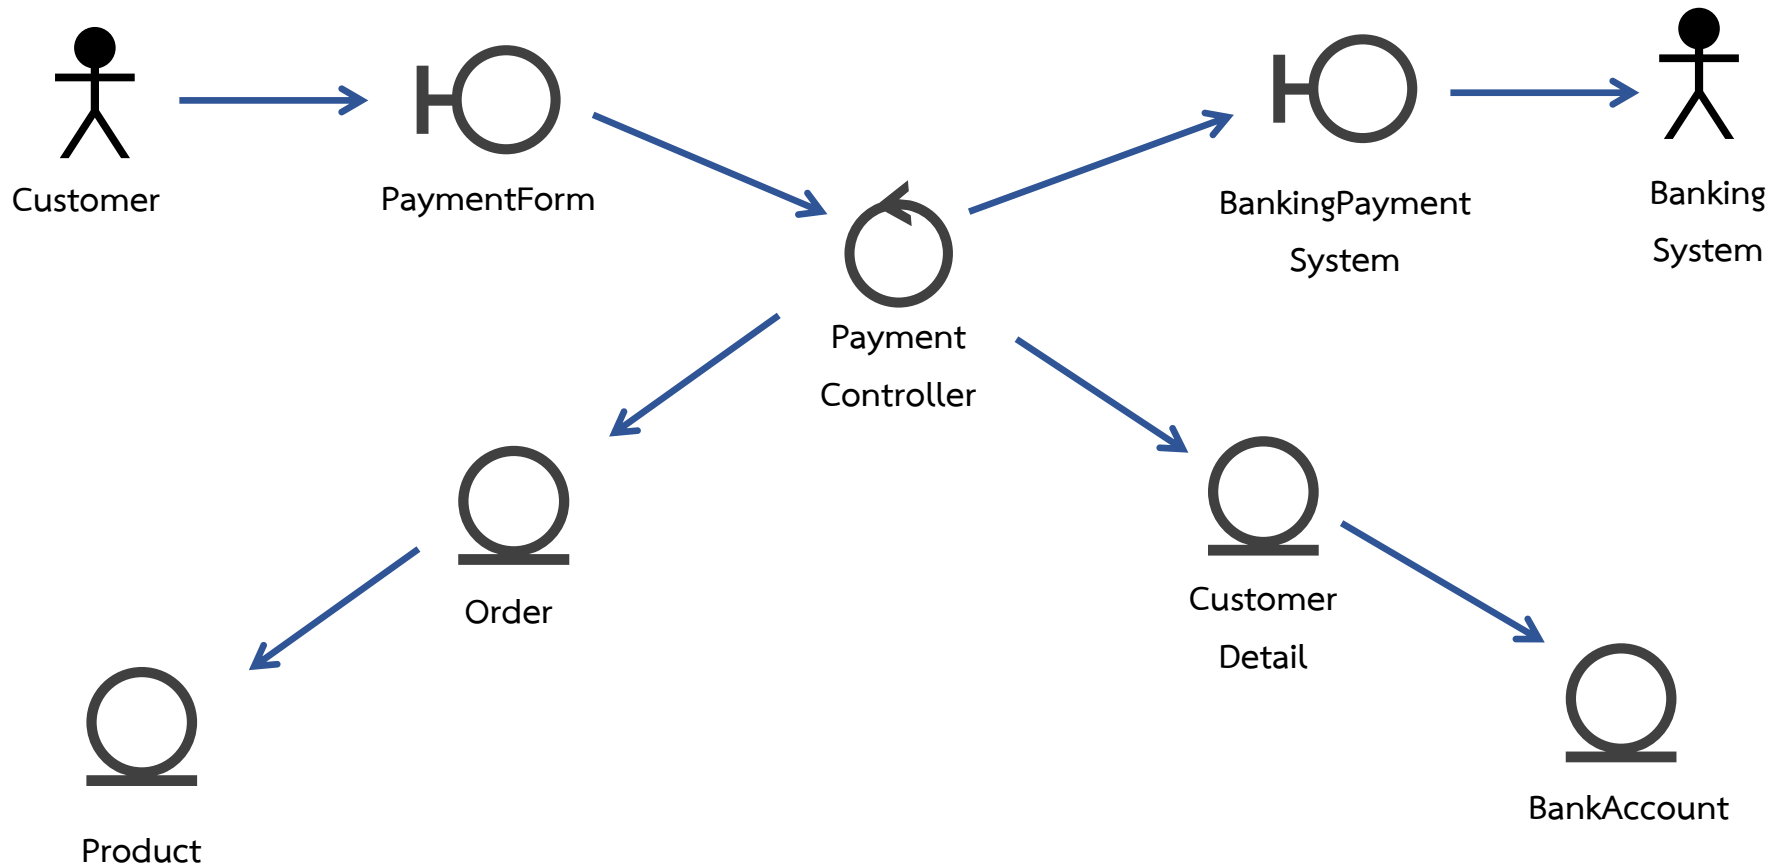 Customer
PaymentForm
BankingPayment
System
Banking
System
Payment
Controller
Order
Customer
Detail
Product
BankAccount